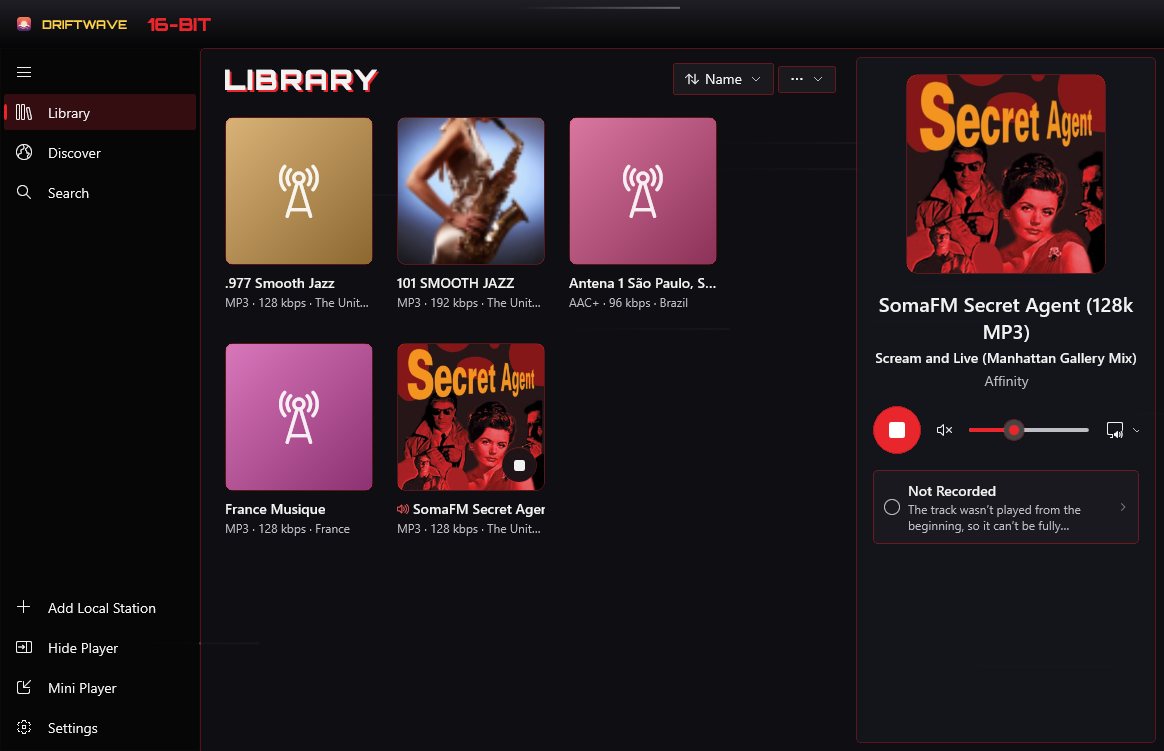 DRIFTWAVE 16-BIT
Library
Discover
Search
Add Local Station
Hide Player
Mini Player
Settings
LIBRARY
Name
.977 Smooth Jazz
MP3 · 128 kbps · The Unit...
101 SMOOTH JAZZ
MP3 · 192 kbps · The Unit...
Antena 1 São Paulo, S...
AAC+ · 96 kbps · Brazil
France Musique
MP3 · 128 kbps · France
Secret Agent
SomaFM Secret Agen
MP3 · 128 kbps · The Unit...
Secret Agent
SomaFM Secret Agent (128k
MP3)
Scream and Live (Manhattan Gallery Mix)
Affinity
Not Recorded
The track wasn't played from the
beginning, so it can't be fully...